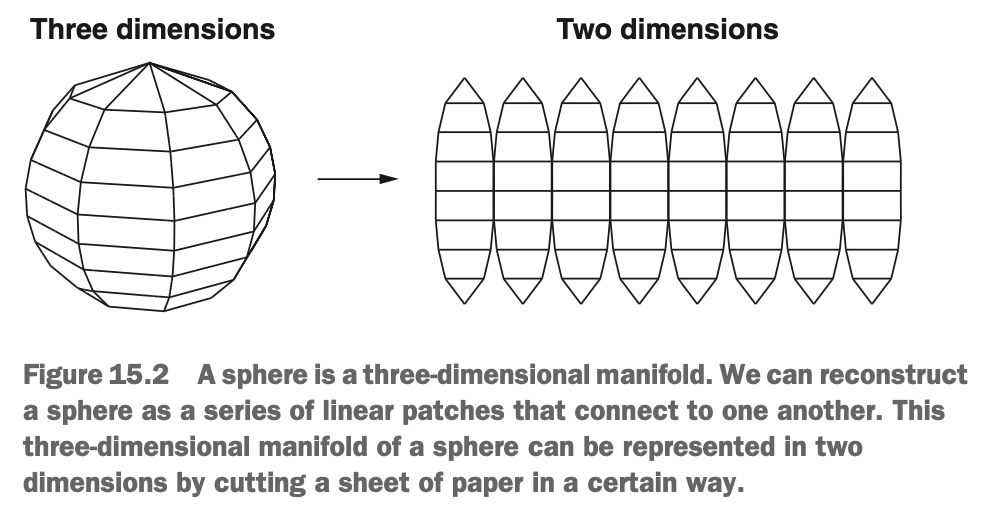 Three dimensions
Two dimensions
Figure 15.2 A sphere is a three-dimensional manifold. We can reconstruct
a sphere as a series of linear patches that connect to one another. This
three-dimensional manifold of a sphere can be represented in two
dimensions by cutting a sheet of paper in a certain way.